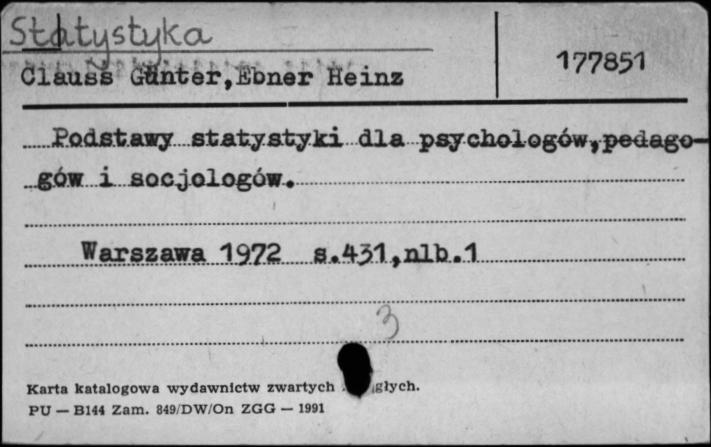 Statystyka
177851
Clauss Günter,Ebner Heinz
Podstawy statystyki dla psychologów,pedago-
gów i socjologów.
Warszawa 1972 s.431,nlb.1
3
Karta katalogowa wydawnictw zwartych głych.
PU — B144 Zam. 849/DW/On ZGG — 1991